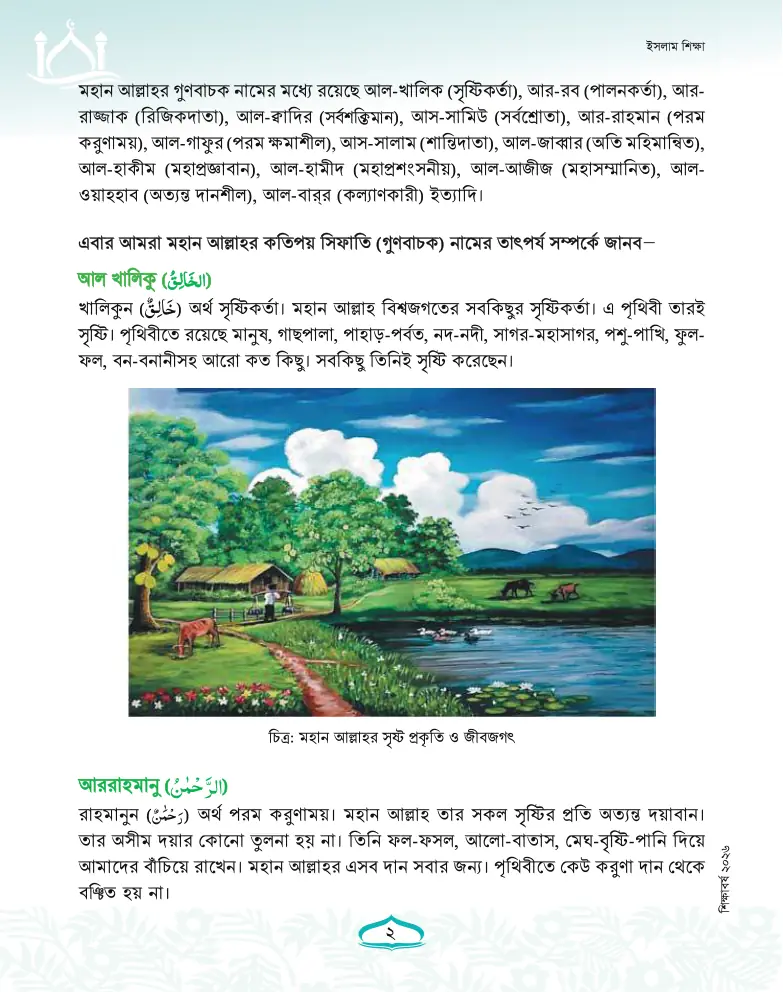 ইসলাম শিক্ষা
মহান আল্লাহর গুণবাচক নামের মধ্যে রয়েছে আল-খালিক (সৃষ্টিকর্তা), আর-রব (পালনকর্তা), আর-
রাজ্জাক (রিজিকদাতা), আল-ক্বাদির (সর্বশক্তিমান), আস-সামিউ (সর্বশ্রোতা), আর-রাহমান (পরম
করুণাময়), আল-গাফুর (পরম ক্ষমাশীল), আস-সালাম (শান্তিদাতা), আল-জাব্বার (অতি মহিমান্বিত),
আল-হাকীম (মহাপ্রজ্ঞাবান), আল-হামীদ (মহাপ্রশংসনীয়), আল-আজীজ (মহাসম্মানিত), আল-
ওয়াহহাব (অত্যন্ত দানশীল), আল-বার্‌র (কল্যাণকারী) ইত্যাদি।
এবার আমরা মহান আল্লাহর কতিপয় সিফাতি (গুণবাচক) নামের তাৎপর্য সম্পর্কে জানব–
আল খালিকু (الخَالِقُ)
খালিকুন (خَالِقٌ) অর্থ সৃষ্টিকর্তা। মহান আল্লাহ বিশ্বজগতের সবকিছুর সৃষ্টিকর্তা। এ পৃথিবী তারই
সৃষ্টি। পৃথিবীতে রয়েছে মানুষ, গাছপালা, পাহাড়-পর্বত, নদ-নদী, সাগর-মহাসাগর, পশু-পাখি, ফুল-
ফল, বন-বনানীসহ আরো কত কিছু। সবকিছু তিনিই সৃষ্টি করেছেন।
চিত্র: মহান আল্লাহর সৃষ্ট প্রকৃতি ও জীবজগৎ
আররাহমানু (الرَّحْمٰنُ)
রাহমানুন (رَحْمٰنٌ) অর্থ পরম করুণাময়। মহান আল্লাহ তার সকল সৃষ্টির প্রতি অত্যন্ত দয়াবান।
তার অসীম দয়ার কোনো তুলনা হয় না। তিনি ফল-ফসল, আলো-বাতাস, মেঘ-বৃষ্টি-পানি দিয়ে
আমাদের বাঁচিয়ে রাখেন। মহান আল্লাহর এসব দান সবার জন্য। পৃথিবীতে কেউ করুণা দান থেকে
বঞ্চিত হয় না।
শিক্ষাবর্ষ ২০২৬
২